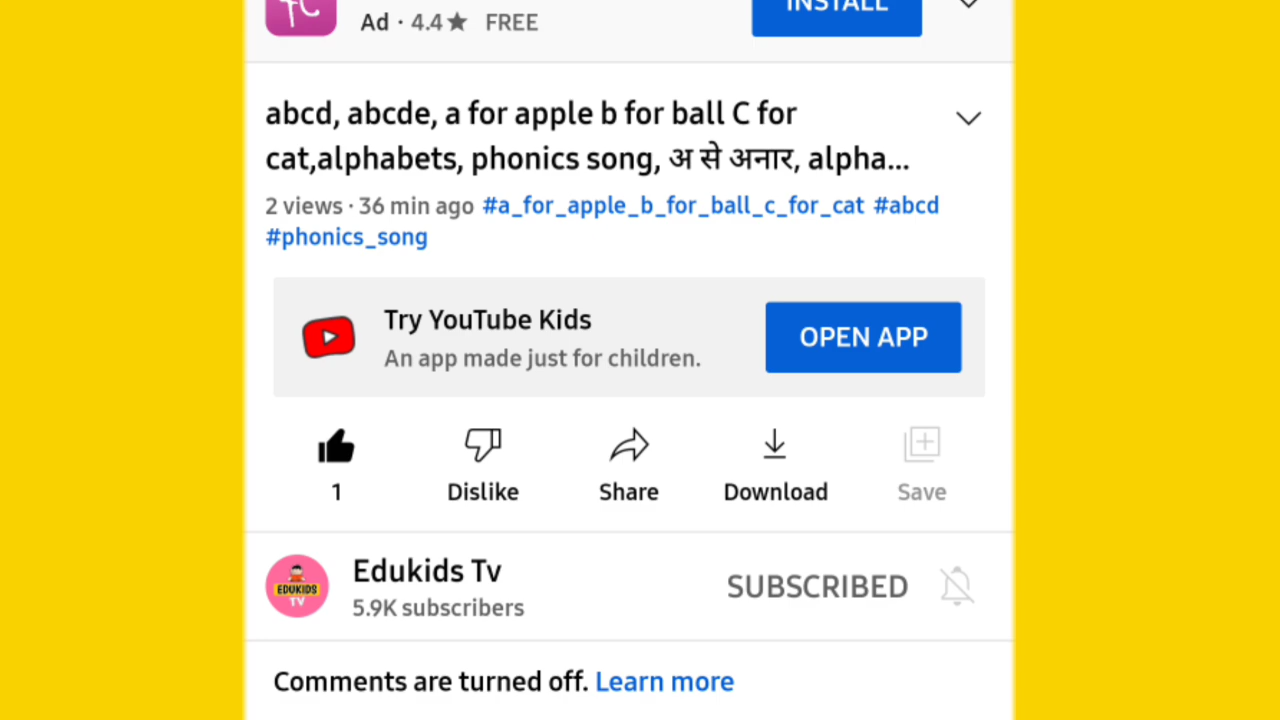 INSTALL
Ad · 4.4★ FREE
abcd, abcde, a for apple b for ball C for
cat,alphabets, phonics song, अ से अनार, alpha...
2 views · 36 min ago #a_for_apple_b_for_ball_c_for_cat #abcd
#phonics_song
Try YouTube Kids
An app made just for children.
OPEN APP
1 Dislike Share Download Save
EDUKIDS
TV
Edukids Tv
5.9K subscribers
SUBSCRIBED
Comments are turned off. Learn more